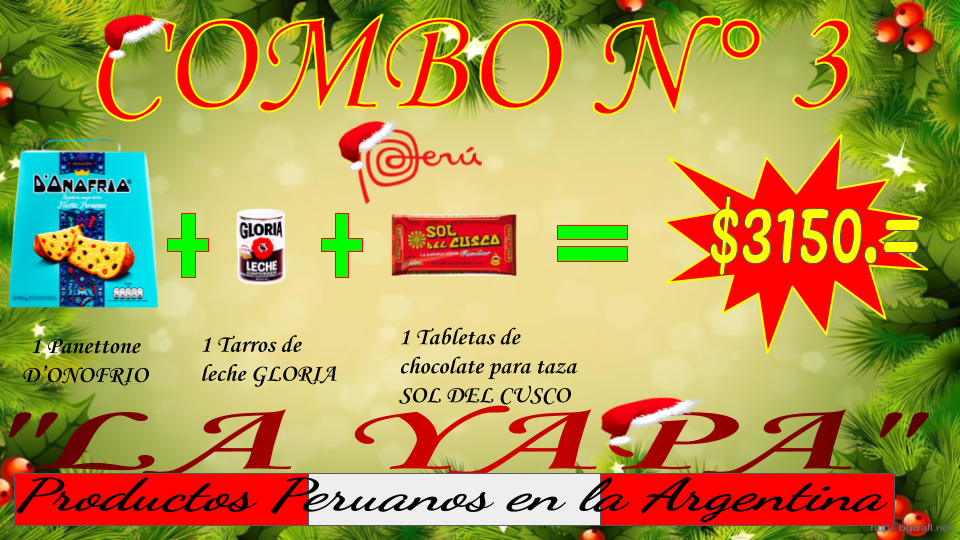 COMBO N° 3
Perú
D'ONOFRIO
GLORIA
LECHE
SOL
DEL CUSCO
Familiar
$3150.=
1 Panettone
D'ONOFRIO
1 Tarros de
leche GLORIA
1 Tabletas de
chocolate para taza
SOL DEL CUSCO
"LA YAPA"
Productos Peruanos en la Argentina